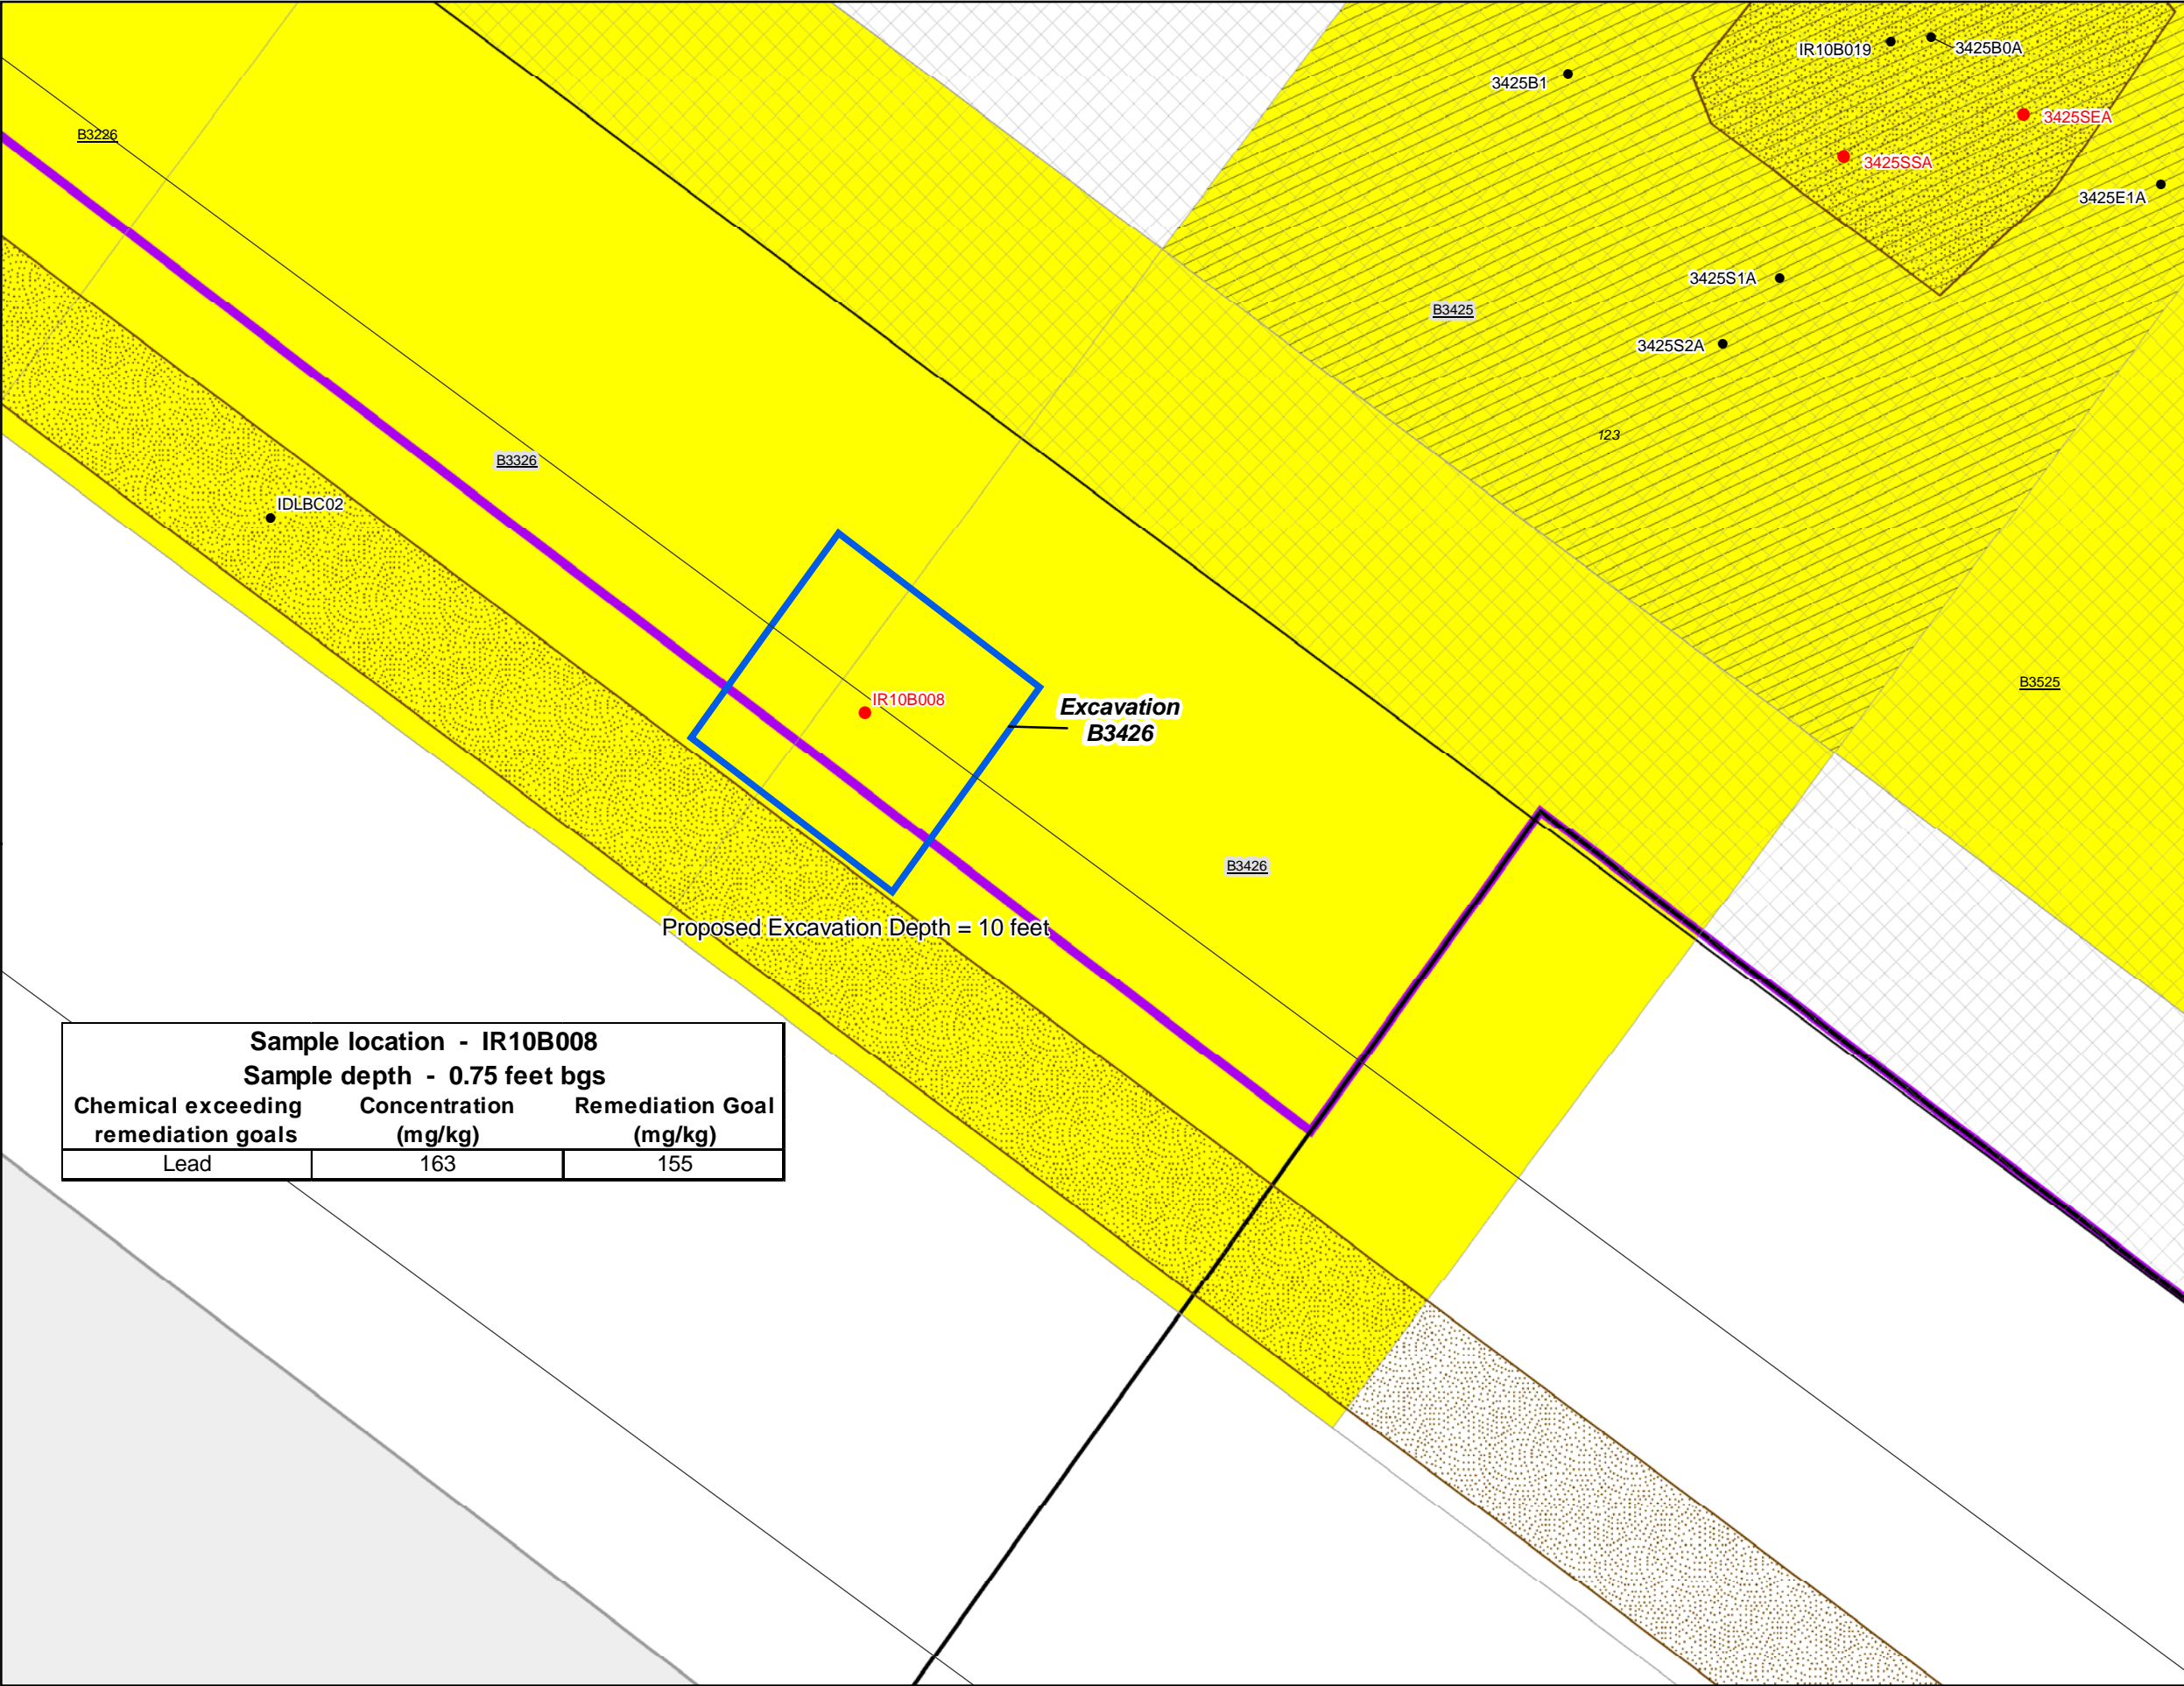 IR10B019
3425B0A
3425B1
3425SEA
B3226
3425SSA
3425E1A
3425S1A
B3425
3425S2A
123
B3326
IDLBC02
B3525
IR10B008
Excavation
B3426
B3426
Proposed Excavation Depth = 10 feet
Sample location - IR10B008
Sample depth - 0.75 feet bgs
Chemical exceeding Concentration Remediation Goal
remediation goals (mg/kg) (mg/kg)
Lead 163 155